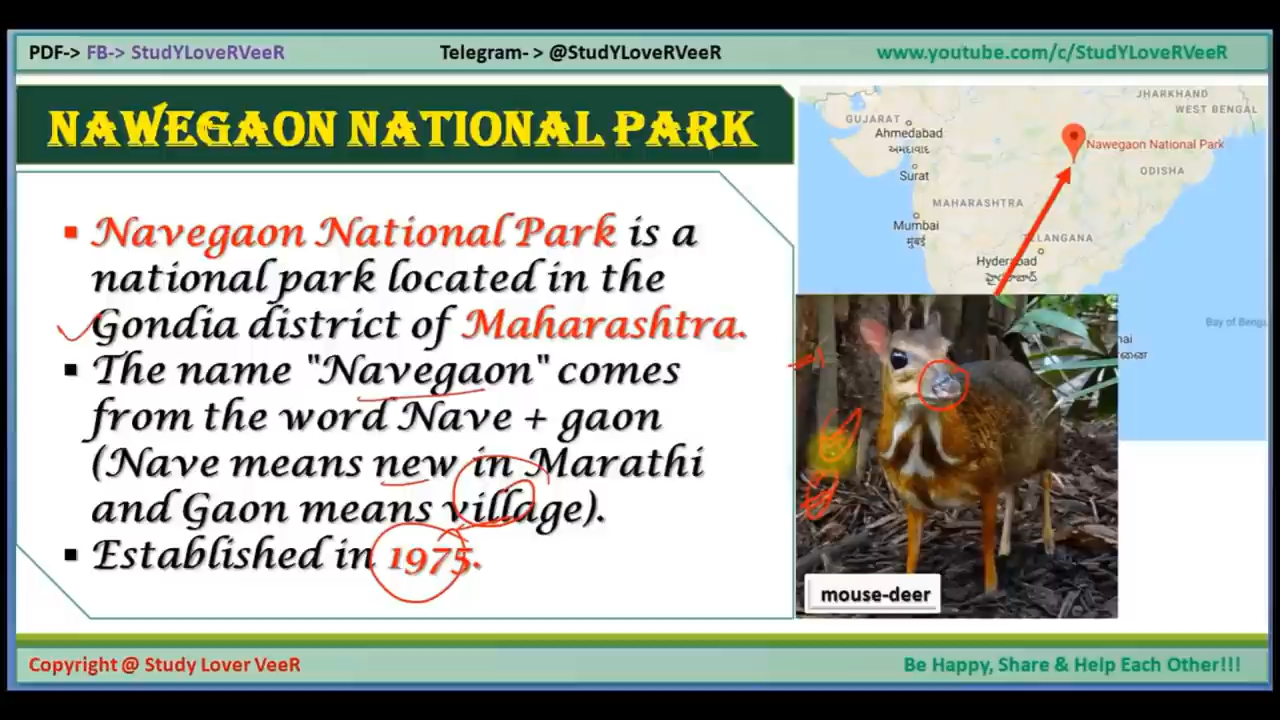 PDF-> FB-> StudYLoveRVeeR
Telegram- > @StudYLoveRVeeR
www.youtube.com/c/StudYLoveRVeeR
NAWEGAON NATIONAL PARK
Navegaon National Park is a
national park located in the
Gondia district of Maharashtra.
The name "Navegaon" comes
from the word Nave + gaon
(Nave means new in Marathi
and Gaon means village).
Established in 1975.
JHARKHAND
WEST BENGAL
GUJARAT
Ahmedabad
અમદાવાદ
Nawegaon National Park
Surat
ODISHA
MAHARASHTRA
Mumbai
मुंबई
TELANGANA
Hyderabad
Bay of Beng
nai
mouse-deer
Copyright @ Study Lover VeeR
Be Happy, Share & Help Each Other!!!